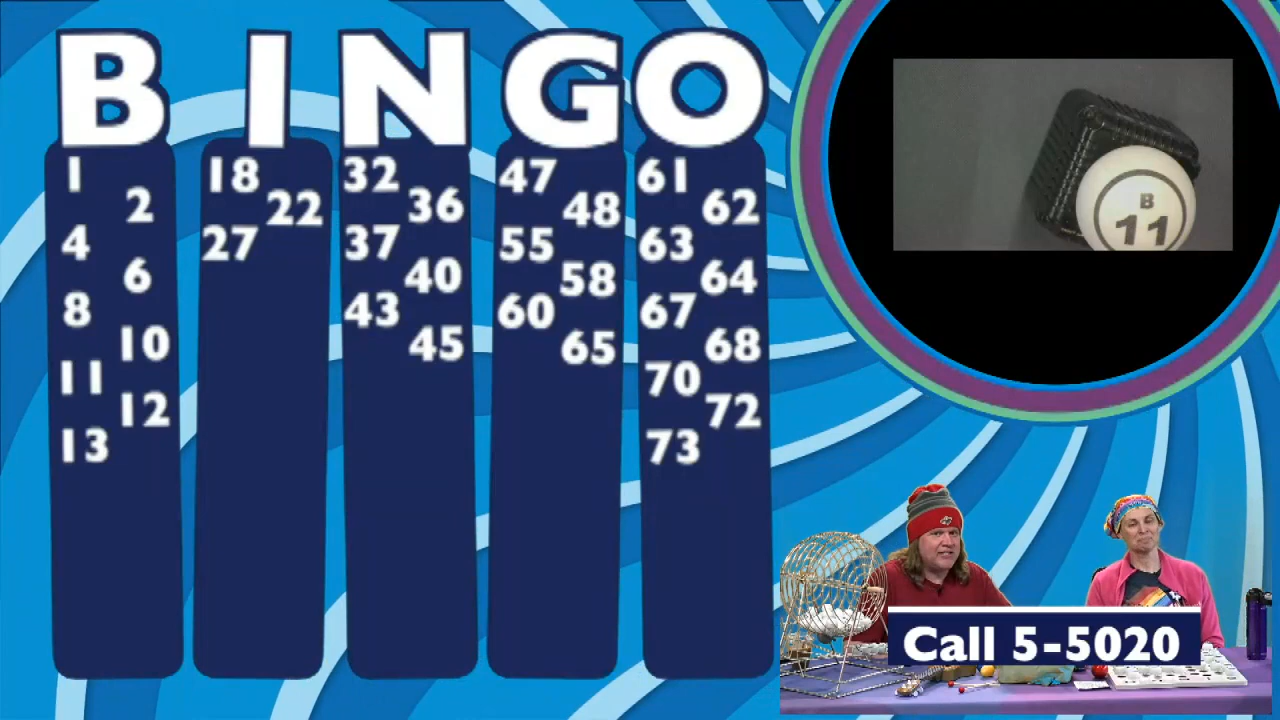 B I N G O
1 18 32 47 61
2 22 36 48 62
4 27 37 55 63
6 40 58 64
8 43 60 67
10 45 65 68
11 70
12 72
13 73
B
11
Call 5-5020